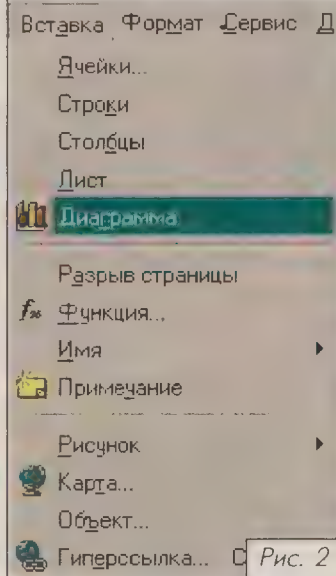 Вставка Формат Сервис Д
Ячейки...
Строки
Столбцы
Лист
Диаграмма
Разрыв страницы
fx Функция...
Имя
Примечание
Рисунок
Карта...
Объект...
Гиперссылка... C
Рис. 2